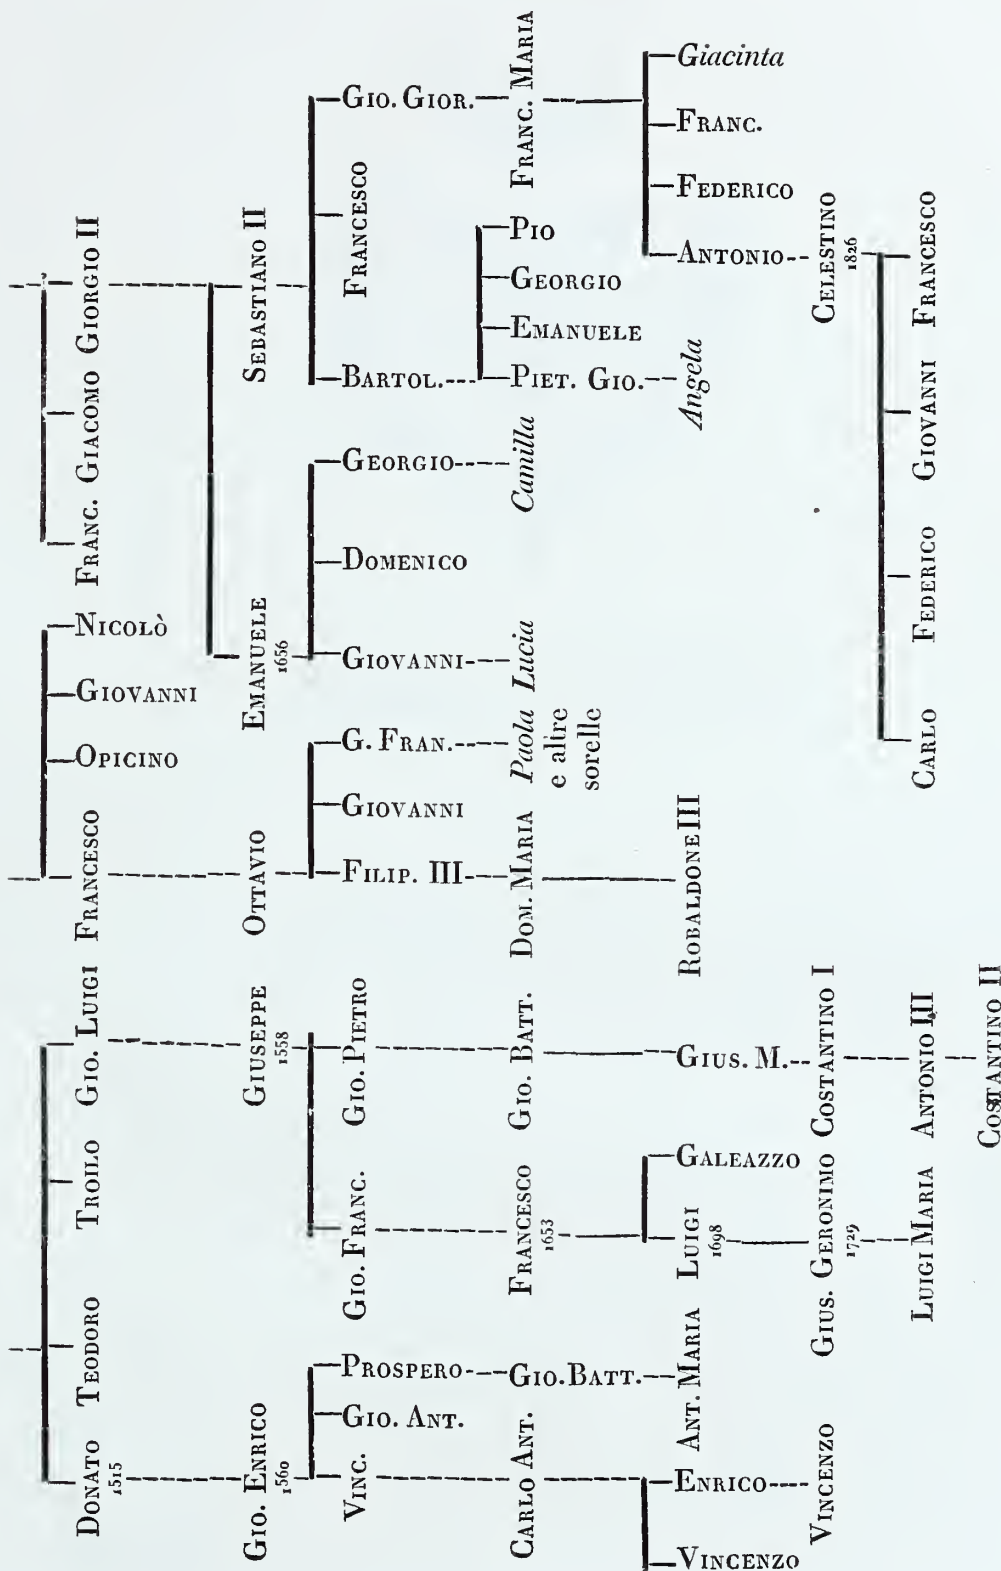 DONATO
1515
TEODORO
TROILO
GIO. LUIGI
FRANCESCO
OPICINO
GIOVANNI
NICOLÒ
FRANC.
GIACOMO
GIORGIO II
GIO. ENRICO
1560
GIUSEPPE
1558
OTTAVIO
EMANUELE
1656
SEBASTIANO II
VINC.
GIO. ANT.
PROSPERO
GIO. FRANC.
GIO. PIETRO
FILIP. III
GIOVANNI
G. FRAN.
GIOVANNI
DOMENICO
GEORGIO
BARTOL.
FRANCESCO
GIO. GIOR.
CARLO ANT.
GIO. BATT.
FRANCESCO
1653
GIO. BATT.
DOM. MARIA
Paola
e altre
sorelle
Lucia
Camilla
PIET. GIO.
EMANUELE
GEORGIO
PIO
FRANC. MARIA
VINCENZO
ENRICO
ANT. MARIA
LUIGI
1698
GALEAZZO
GIUS. M.
ROBALDONE III
Angela
ANTONIO
FEDERICO
FRANC.
Giacinta
VINCENZO
GIUS. GERONIMO
1729
COSTANTINO I
CELESTINO
1826
LUIGI MARIA
ANTONIO III
CARLO
FEDERICO
GIOVANNI
FRANCESCO
COSTANTINO II